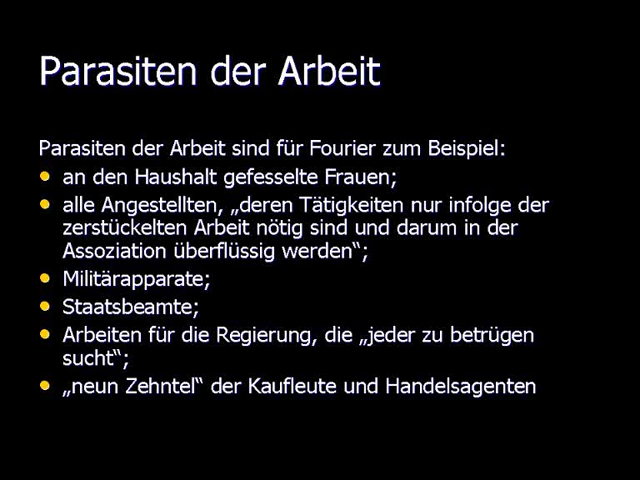 Parasiten der Arbeit
Parasiten der Arbeit sind für Fourier zum Beispiel:
• an den Haushalt gefesselte Frauen;
• alle Angestellten, „deren Tätigkeiten nur infolge der
zerstückelten Arbeit nötig sind und darum in der
Assoziation überflüssig werden“;
• Militärapparate;
• Staatsbeamte;
• Arbeiten für die Regierung, die „jeder zu betrügen
sucht“;
• „neun Zehntel“ der Kaufleute und Handelsagenten